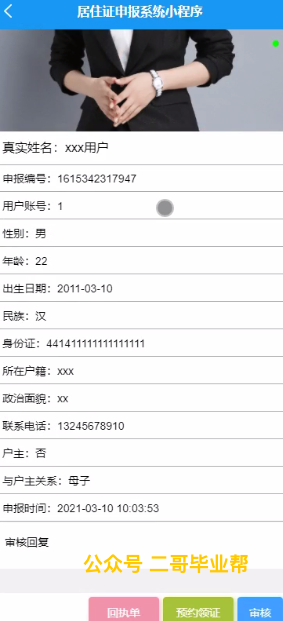 居住证申报系统小程序
真实姓名：xxx用户
申报编号：1615342317947
用户账号：1
性别：男
年龄：22
出生日期：2011-03-10
民族：汉
身份证：441411111111111111
所在户籍：xxx
政治面貌：xx
联系电话：13245678910
户主：否
与户主关系：母子
申报时间：2021-03-10 10:03:53
审核回复
公众号 二哥毕业帮
回执单 预约领证 审核